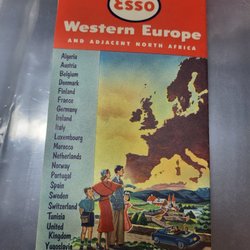 ESSO
Western Europe
AND ADJACENT NORTH AFRICA
Algeria
Austria
Belgium
Denmark
Finland
France
Germany
Ireland
Italy
Luxembourg
Morocco
Netherlands
Norway
Portugal
Spain
Sweden
Switzerland
Tunisia
United
Kingdom
Yugoslavia